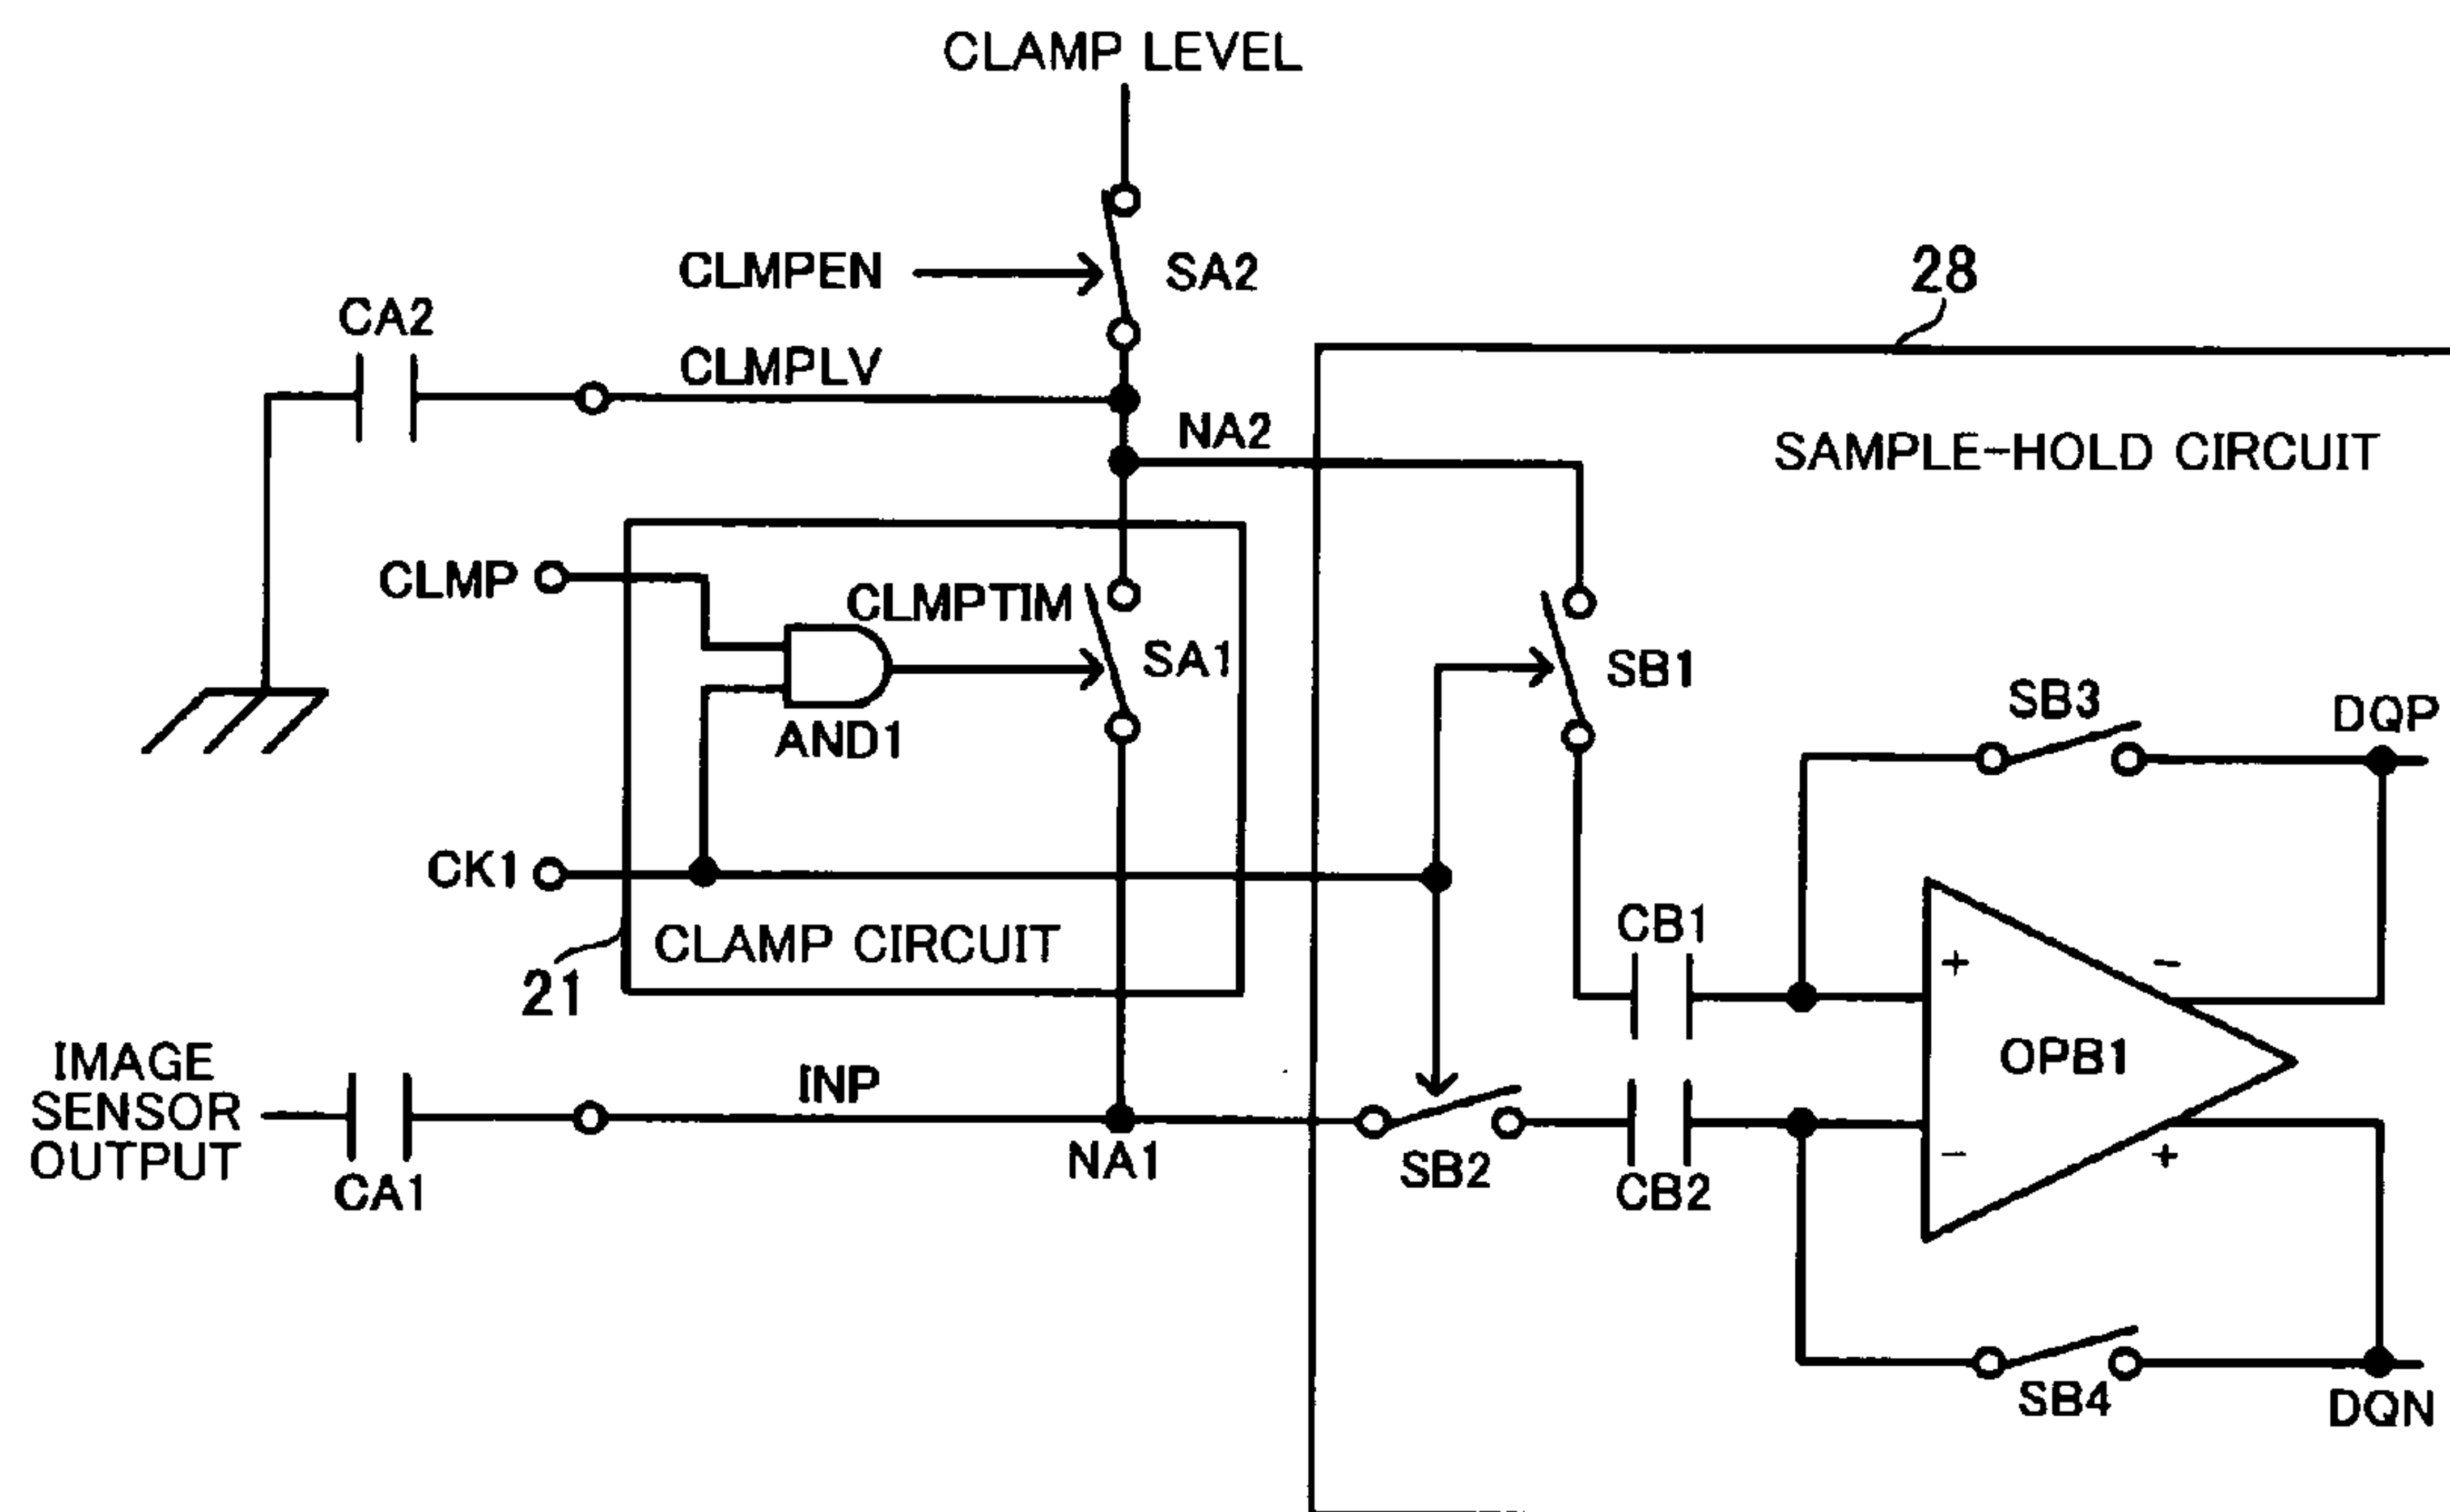 CLAMP LEVEL
CLMPEN
SA2
28
CA2
CLMPLV
NA2
SAMPLE-HOLD CIRCUIT
CLMP
CLMPTIM
SA1
SB1
SB3
DQP
AND1
CK1
CLAMP CIRCUIT
21
CB1
+
-
OPB1
IMAGE
SENSOR
OUTPUT
INP
NA1
CA1
SB2
CB2
-
+
SB4
DQN